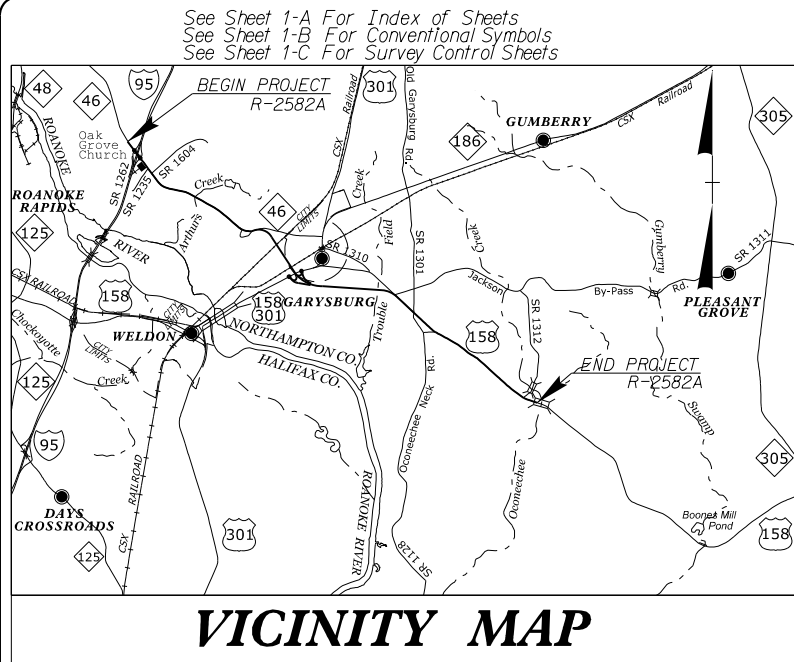 See Sheet 1-A For Index of Sheets
See Sheet 1-B For Conventional Symbols
See Sheet 1-C For Survey Control Sheets
48
46
95
BEGIN PROJECT
R-2582A
CSX Railroad
301
Old Garysburg Rd.
GUMBERRY
CSX Railroad
186
305
ROANOKE
Oak
Grove
Church
SR 1262
SR 1235
SR 1604
Creek
Creek
ROANOKE
RAPIDS
125
RIVER
Arthurs
46
CITY
LIMITS
SR 1310
Field
SR 1301
Creek
Gumberry
SR 1311
CSX RAILROAD
158
CITY
LIMITS
158
301
GARYSBURG
Jackson
By-Pass
Rd.
PLEASANT
GROVE
Chockoyotte
WELDON
NORTHAMPTON CO.
HALIFAX CO.
Trouble
158
SR 1312
CITY
LIMITS
Creek
125
END PROJECT
R-2582A
Oconeechee Neck Rd.
Swamp
95
RAILROAD
CSX
ROANOKE RIVER
Oconeechee
305
DAYS
CROSSROADS
125
301
SR 1128
Boones Mill
Pond
158
VICINITY MAP